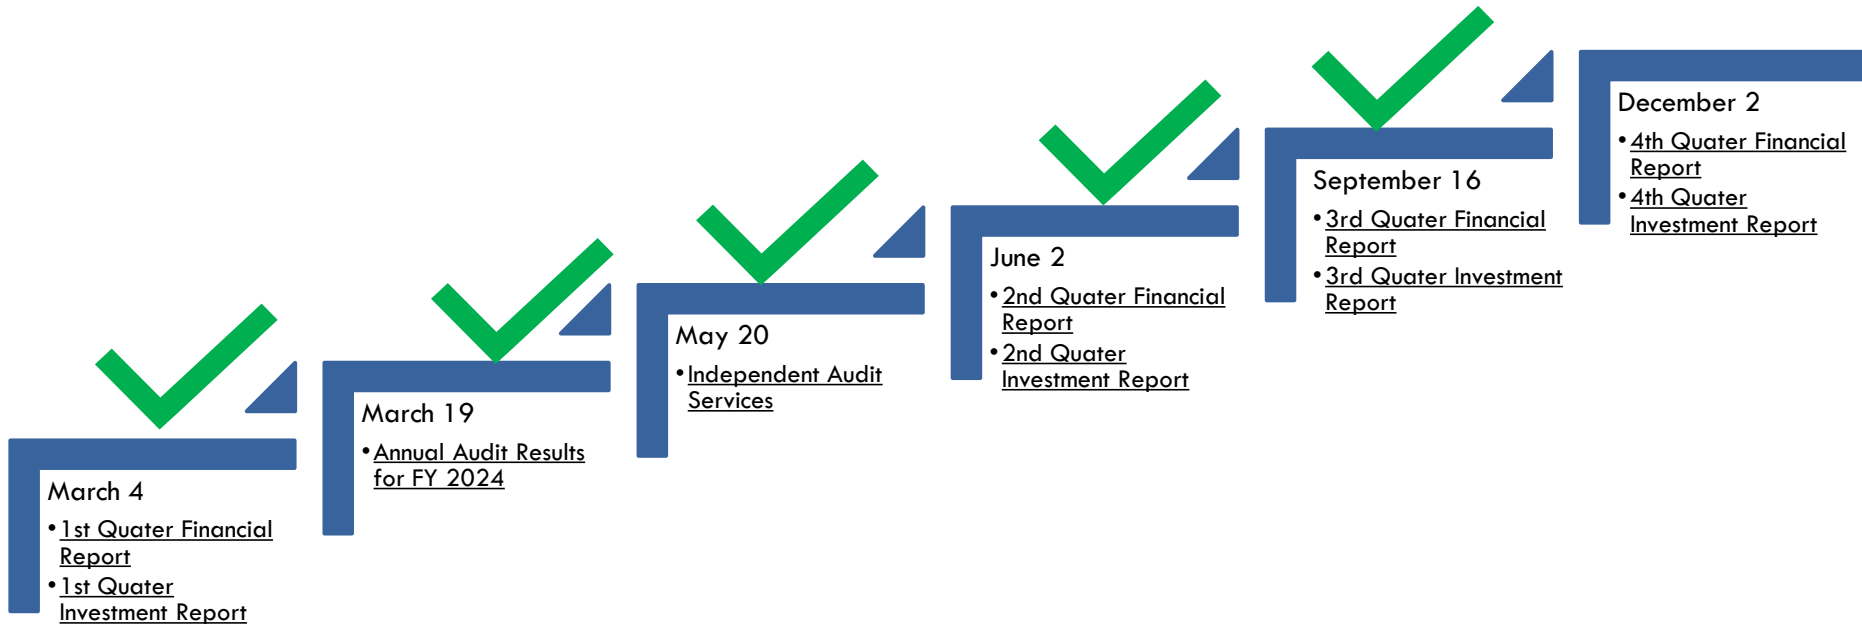 March 4
• 1st Quater Financial
Report
• 1st Quater
Investment Report
March 19
• Annual Audit Results
for FY 2024
May 20
• Independent Audit
Services
June 2
• 2nd Quater Financial
Report
• 2nd Quater
Investment Report
September 16
• 3rd Quater Financial
Report
• 3rd Quater Investment
Report
December 2
• 4th Quater Financial
Report
• 4th Quater
Investment Report